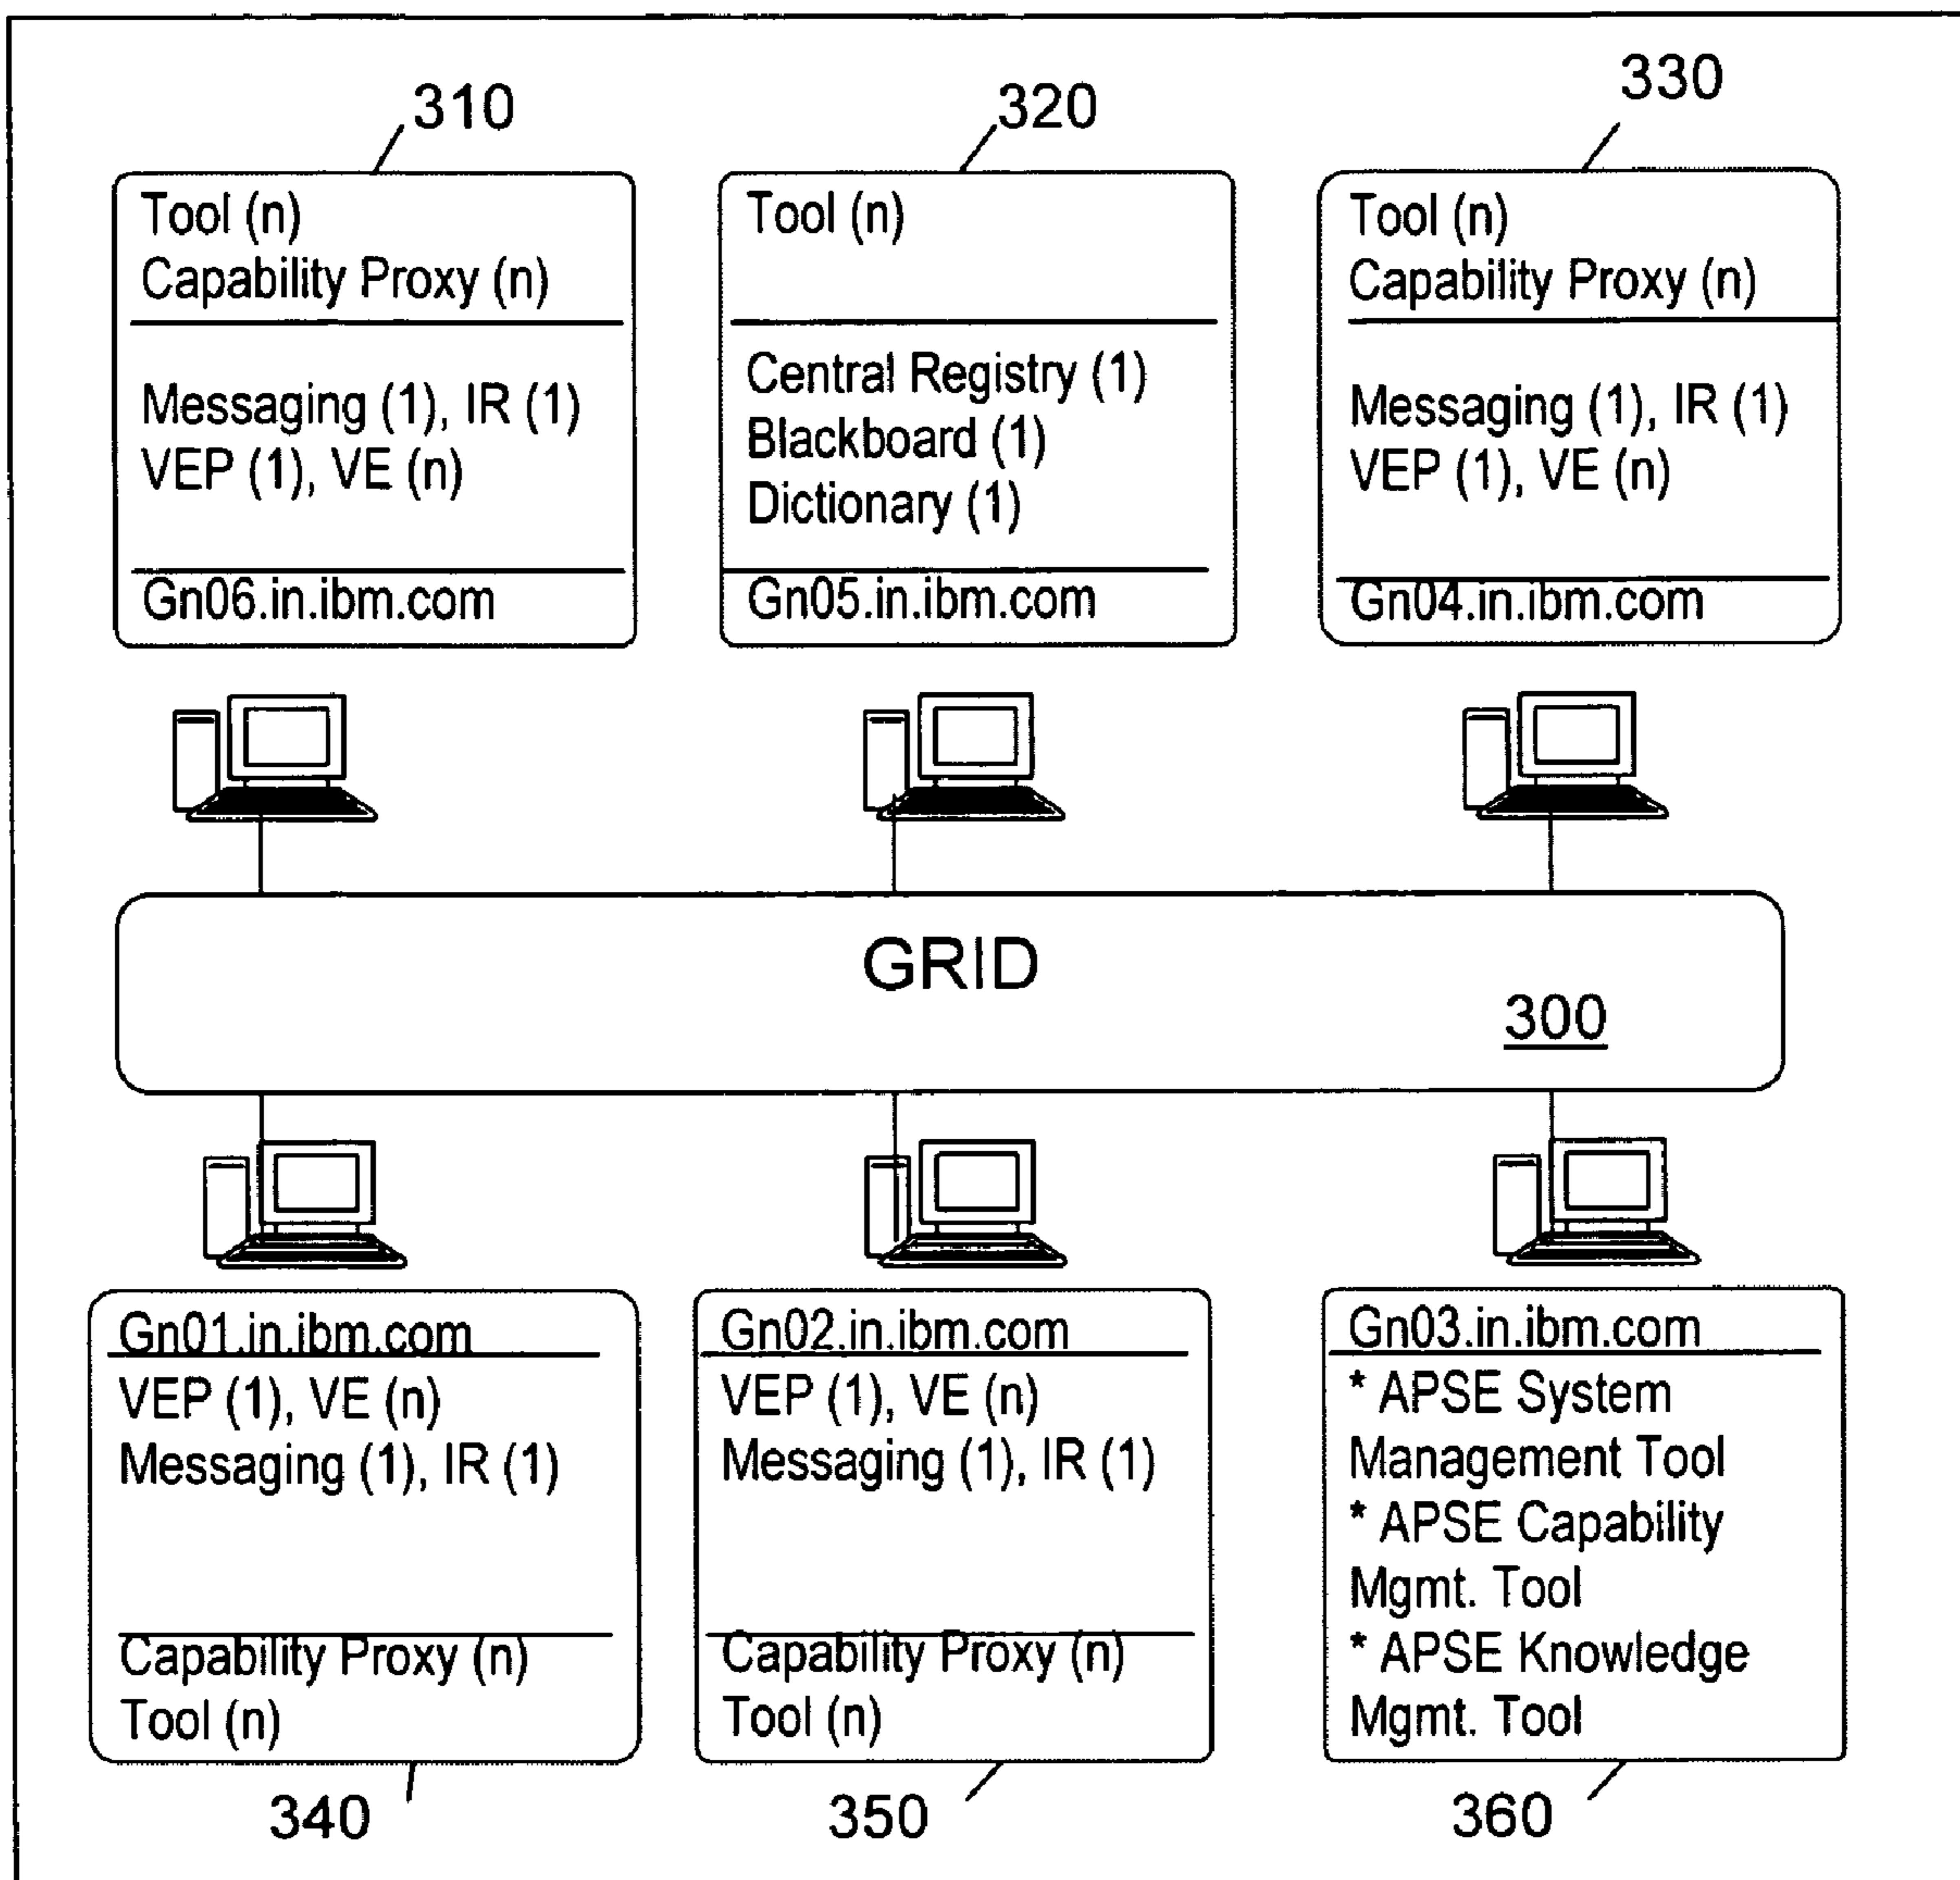 310
320
330
Tool (n)
Capability Proxy (n)
Messaging (1), IR (1)
VEP (1), VE (n)
Gn06.in.ibm.com
Tool (n)
Central Registry (1)
Blackboard (1)
Dictionary (1)
Gn05.in.ibm.com
Tool (n)
Capability Proxy (n)
Messaging (1), IR (1)
VEP (1), VE (n)
Gn04.in.ibm.com
GRID
300
Gn01.in.ibm.com
VEP (1), VE (n)
Messaging (1), IR (1)
Capability Proxy (n)
Tool (n)
Gn02.in.ibm.com
VEP (1), VE (n)
Messaging (1), IR (1)
Capability Proxy (n)
Tool (n)
Gn03.in.ibm.com
* APSE System
Management Tool
* APSE Capability
Mgmt. Tool
* APSE Knowledge
Mgmt. Tool
340
350
360